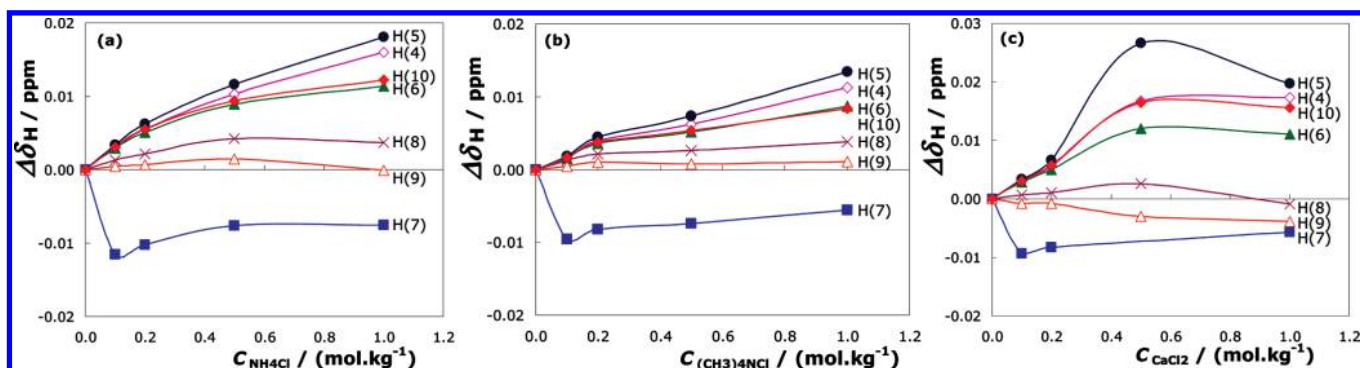 (a)
ΔδH / ppm
0.02
0.01
0.00
-0.01
-0.02
0.0 0.2 0.4 0.6 0.8 1.0 1.2
C NH4Cl / (mol.kg-1)
H(5)
H(4)
H(10)
H(6)
H(8)
H(9)
H(7)
(b)
ΔδH / ppm
0.02
0.01
0.00
-0.01
-0.02
0.0 0.2 0.4 0.6 0.8 1.0 1.2
C (CH3)4NCl / (mol.kg-1)
H(5)
H(4)
H(6)
H(10)
H(8)
H(9)
H(7)
(c)
ΔδH / ppm
0.03
0.02
0.01
0.00
-0.01
-0.02
0.0 0.2 0.4 0.6 0.8 1.0 1.2
C CaCl2 / (mol.kg-1)
H(5)
H(4)
H(10)
H(6)
H(8)
H(9)
H(7)